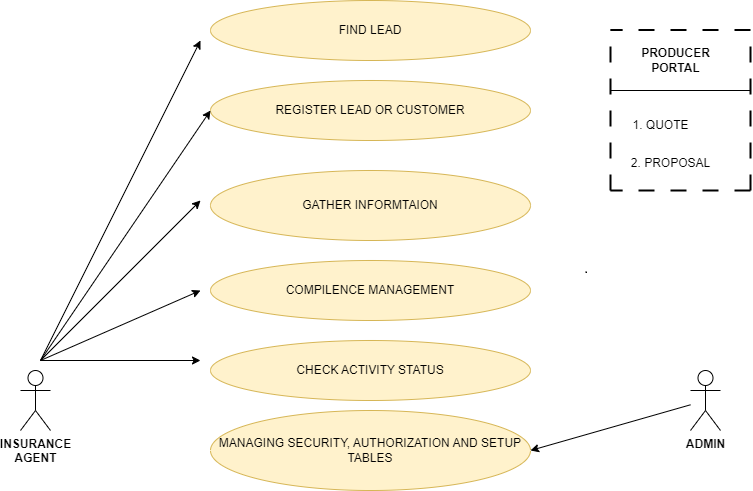 FIND LEAD
PRODUCER
PORTAL
REGISTER LEAD OR CUSTOMER
1. QUOTE
2. PROPOSAL
GATHER INFORMTAION
COMPILENCE MANAGEMENT
CHECK ACTIVITY STATUS
INSURANCE
AGENT
MANAGING SECURITY, AUTHORIZATION AND SETUP
TABLES
ADMIN